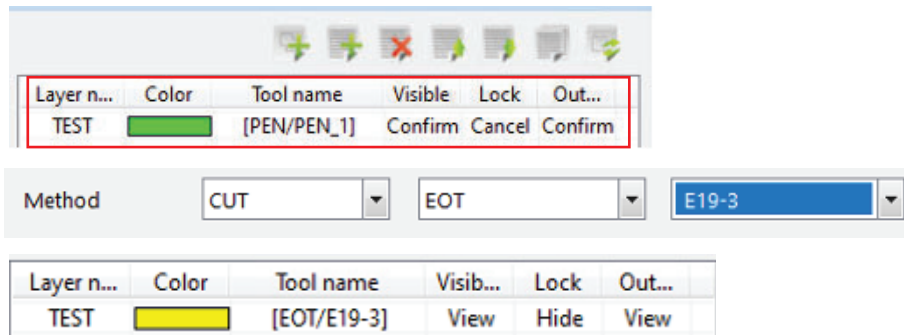 Layer n... Color Tool name Visible Lock Out...
TEST [PEN/PEN_1] Confirm Cancel Confirm
Method CUT EOT E19-3
Layer n... Color Tool name Visib... Lock Out...
TEST [EOT/E19-3] View Hide View